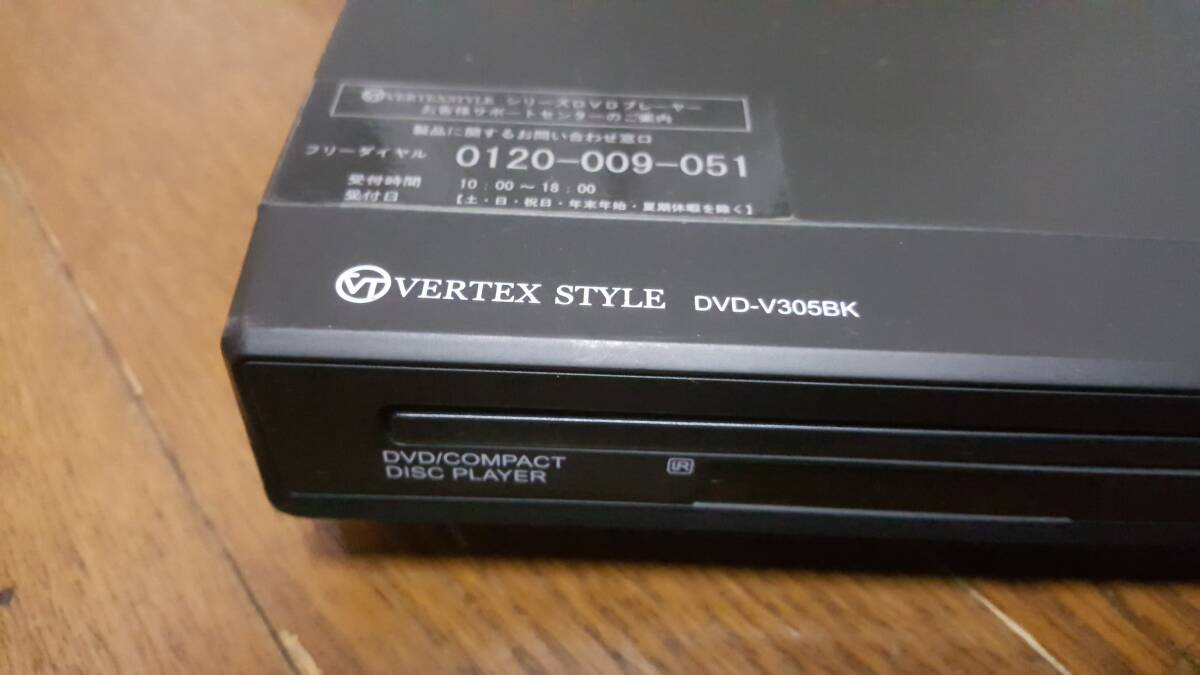 VERTEXSTYLE シリーズDVDプレーヤー
お客様サポートセンターのご案内
製品に関するお問い合わせ窓口
フリーダイヤル 0120-009-051
受付時間 10:00～18:00
受付日 【土・日・祝日・年末年始・夏期休暇を除く】
VT VERTEX STYLE DVD-V305BK
DVD/COMPACT
DISC PLAYER
IR